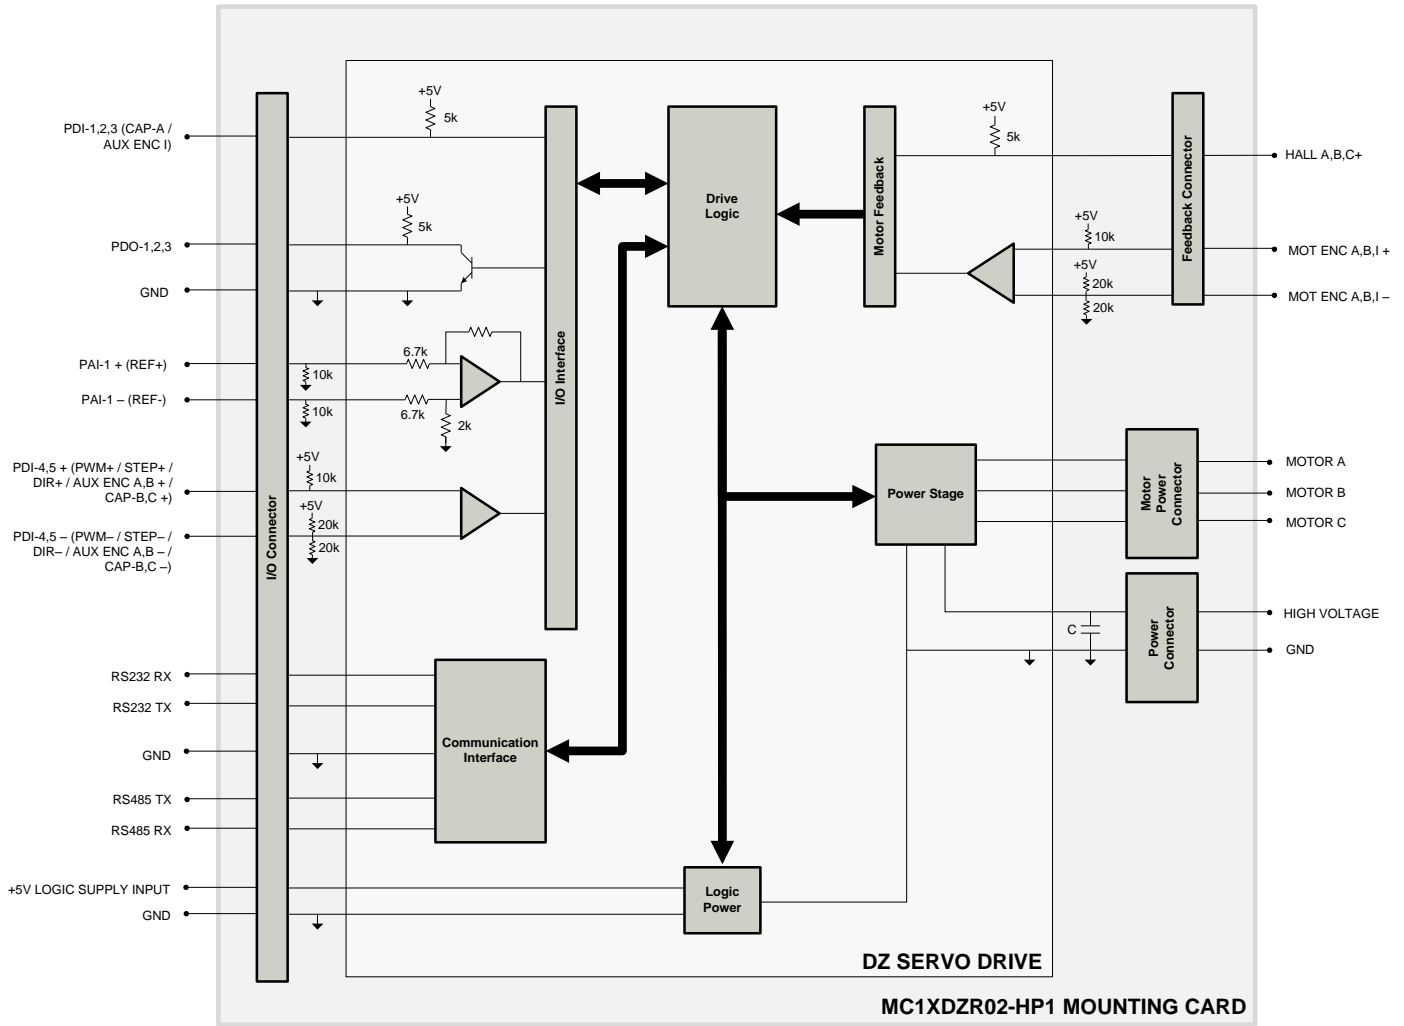 PDI-1,2,3 (CAP-A /
AUX ENC I)
PDO-1,2,3
GND
PAI-1 + (REF+)
PAI-1 – (REF-)
PDI-4,5 + (PWM+ / STEP+ /
DIR+ / AUX ENC A,B + /
CAP-B,C +)
PDI-4,5 – (PWM– / STEP– /
DIR– / AUX ENC A,B – /
CAP-B,C –)
RS232 RX
RS232 TX
GND
RS485 TX
RS485 RX
+5V LOGIC SUPPLY INPUT
GND
I/O Connector
+5V
5k
+5V
5k
10k
10k
6.7k
6.7k
2k
+5V
10k
+5V
20k
20k
I/O Interface
Communication
Interface
Drive
Logic
Logic
Power
Motor Feedback
+5V
5k
+5V
10k
+5V
20k
20k
Feedback Connector
HALL A,B,C+
MOT ENC A,B,I +
MOT ENC A,B,I –
Power Stage
Motor
Power
Connector
MOTOR A
MOTOR B
MOTOR C
C
Power
Connector
HIGH VOLTAGE
GND
DZ SERVO DRIVE
MC1XDZR02-HP1 MOUNTING CARD